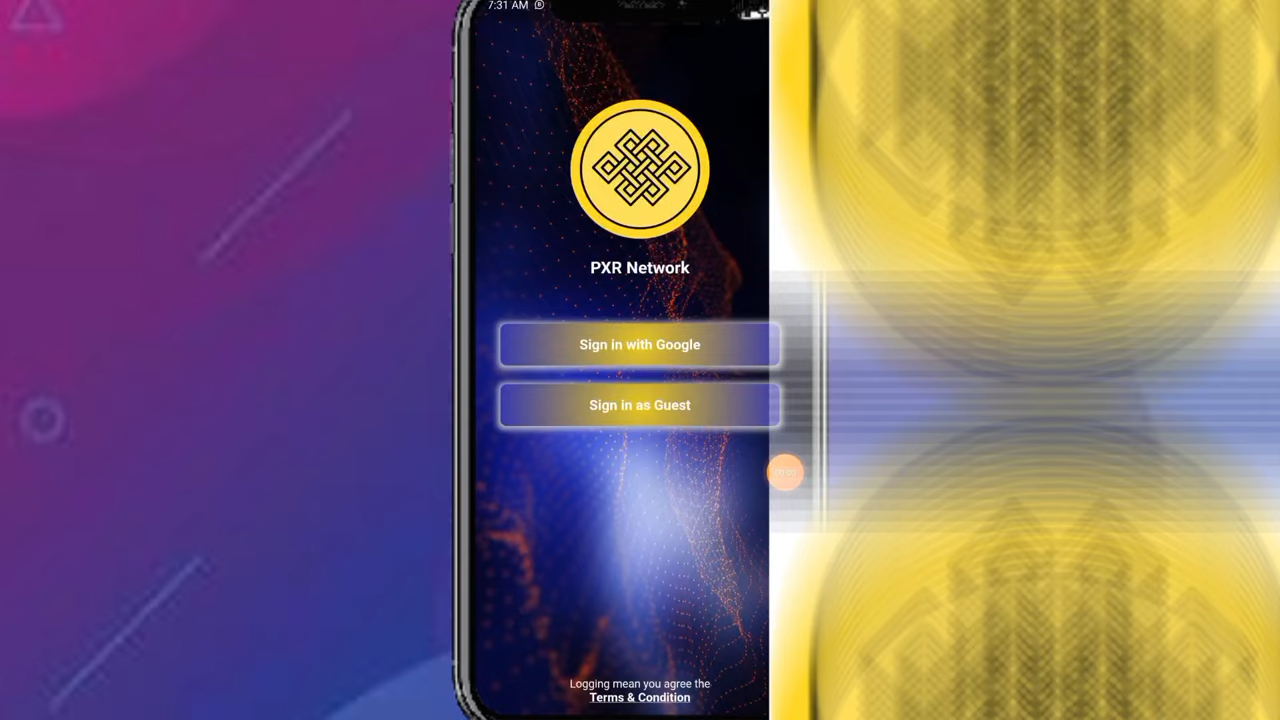 7:31 AM
PXR Network
Sign in with Google
Sign in as Guest
Logging mean you agree the
Terms & Condition